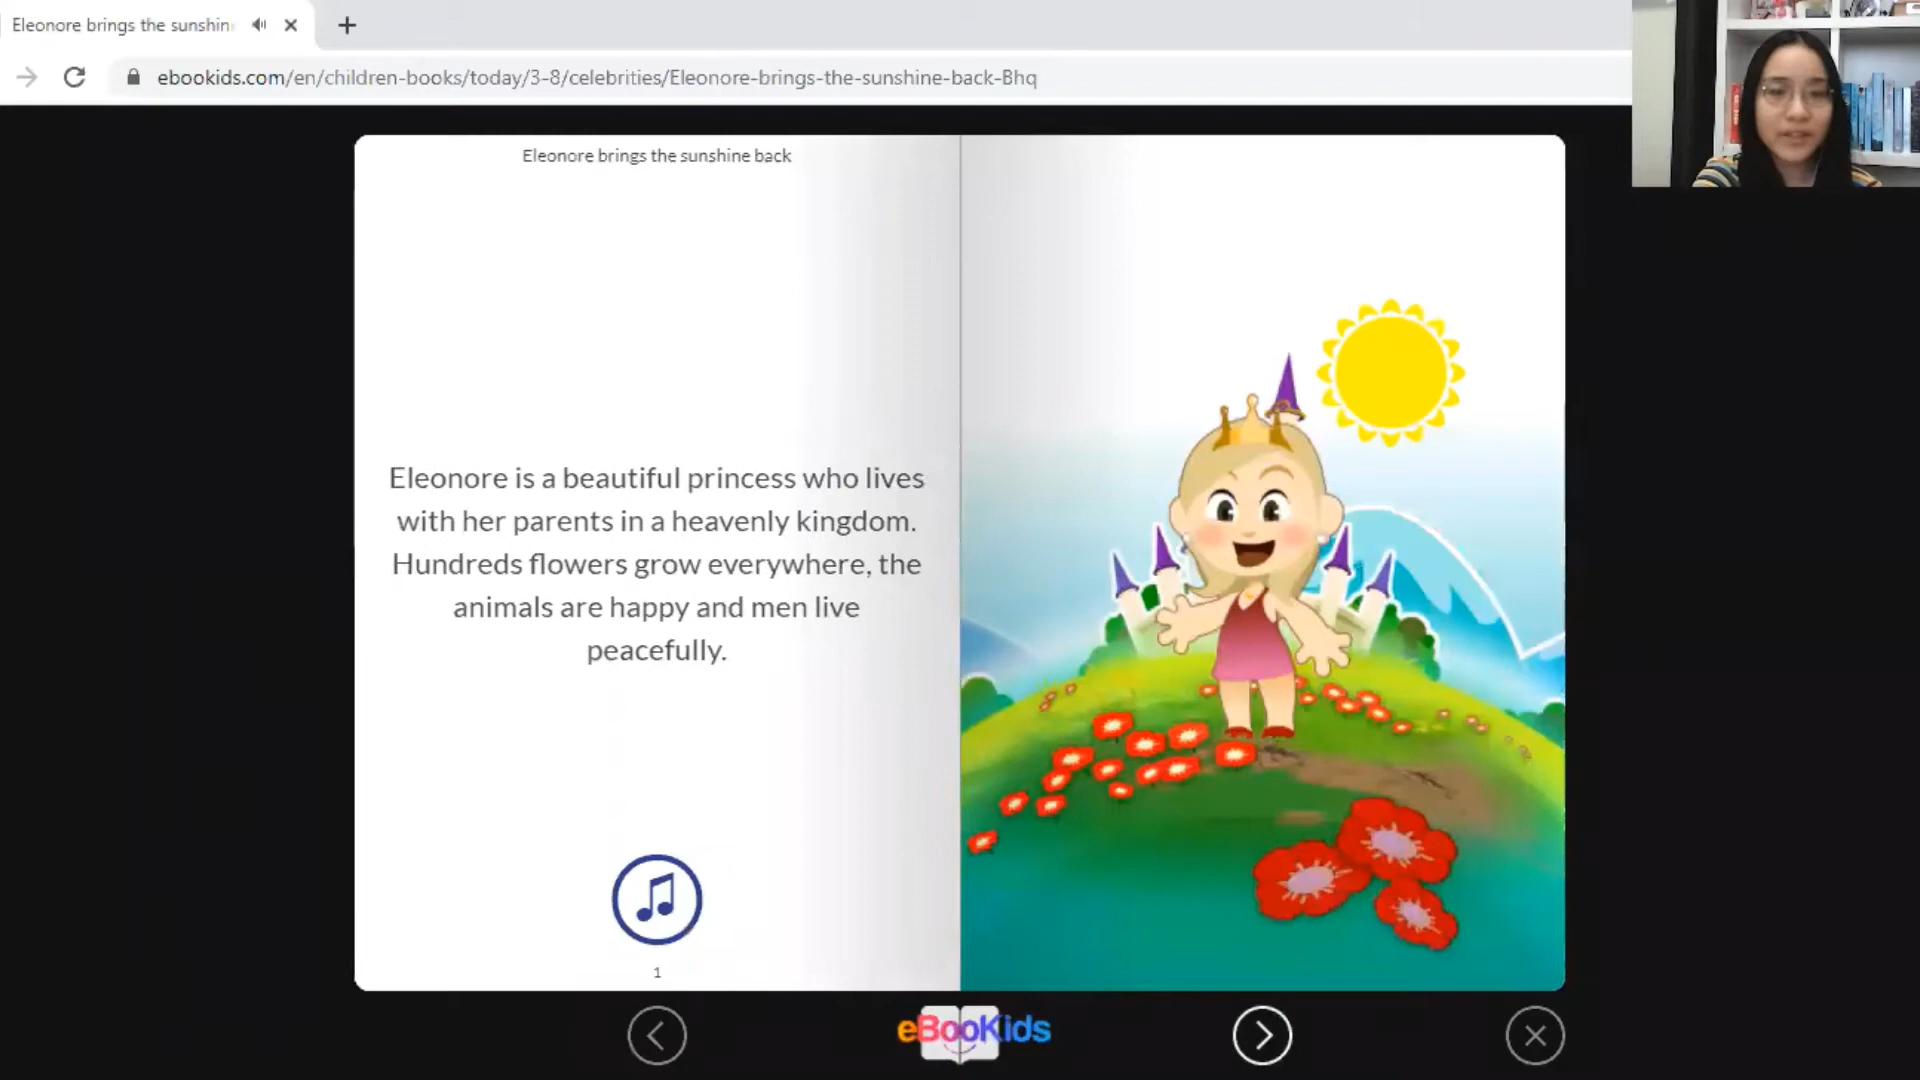 Eleonore brings the sunshin
ebookids.com/en/children-books/today/3-8/celebrities/Eleonore-brings-the-sunshine-back-Bhq
Eleonore brings the sunshine back
Eleonore is a beautiful princess who lives
with her parents in a heavenly kingdom.
Hundreds flowers grow everywhere, the
animals are happy and men live
peacefully.
1
eBooKids